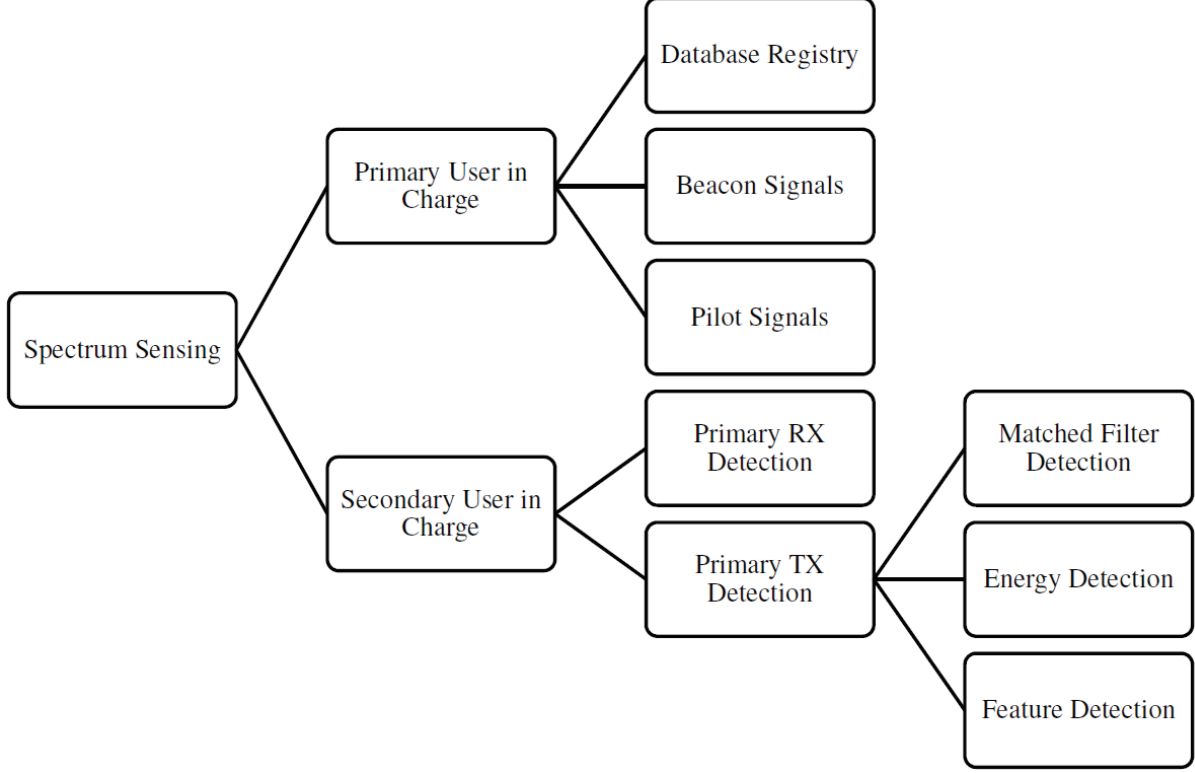 Spectrum Sensing
Primary User in
Charge
Database Registry
Beacon Signals
Pilot Signals
Secondary User in
Charge
Primary RX
Detection
Primary TX
Detection
Matched Filter
Detection
Energy Detection
Feature Detection